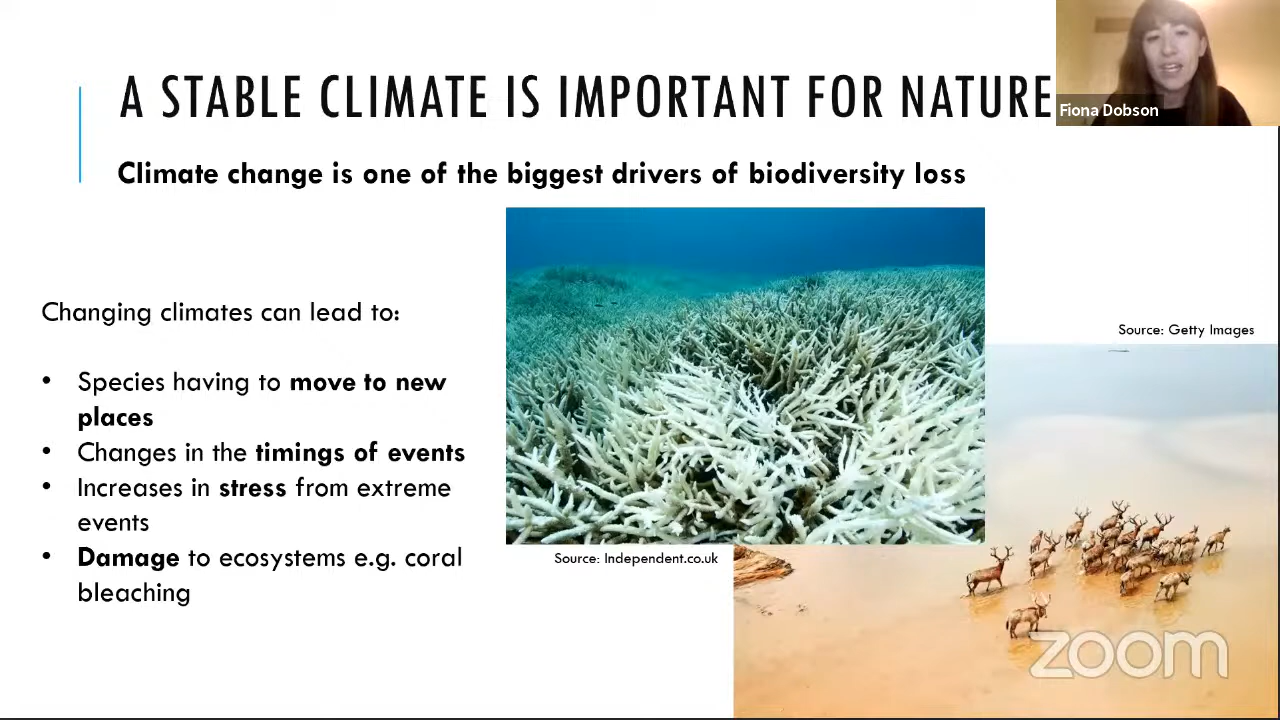 A STABLE CLIMATE IS IMPORTANT FOR NATURE
Fiona Dobson
Climate change is one of the biggest drivers of biodiversity loss
Changing climates can lead to:
• Species having to move to new
places
• Changes in the timings of events
• Increases in stress from extreme
events
• Damage to ecosystems e.g. coral
bleaching
Source: Getty Images
Source: Independent.co.uk
zoom